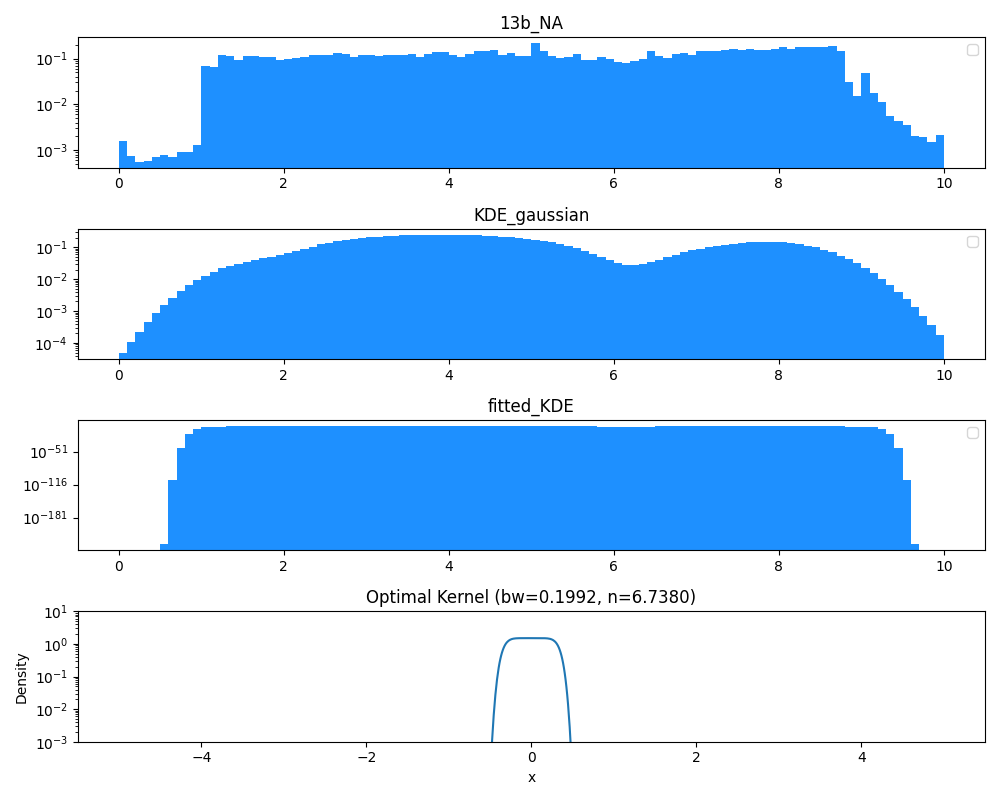 13b_NA
10⁻¹
10⁻²
10⁻³
0 2 4 6 8 10
KDE_gaussian
10⁻¹
10⁻²
10⁻³
10⁻⁴
0 2 4 6 8 10
fitted_KDE
10⁻⁵¹
10⁻¹¹⁶
10⁻¹⁸¹
0 2 4 6 8 10
Optimal Kernel (bw=0.1992, n=6.7380)
10¹
10⁰
10⁻¹
10⁻²
10⁻³
Density
−4 −2 0 2 4
x